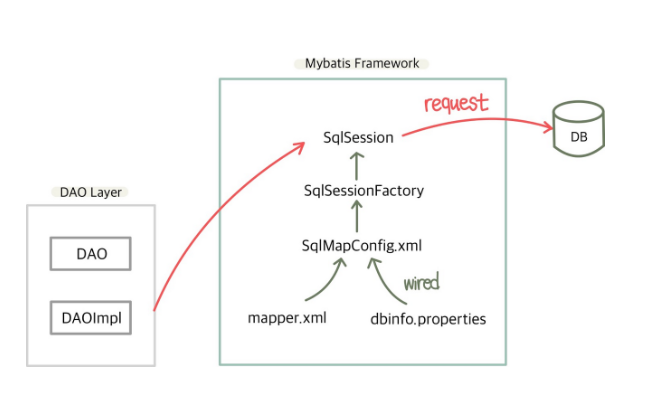 Mybatis Framework
request
SqlSession
DB
DAO Layer
SqlSessionFactory
DAO
SqlMapConfig.xml
wired
DAOImpl
mapper.xml
dbinfo.properties